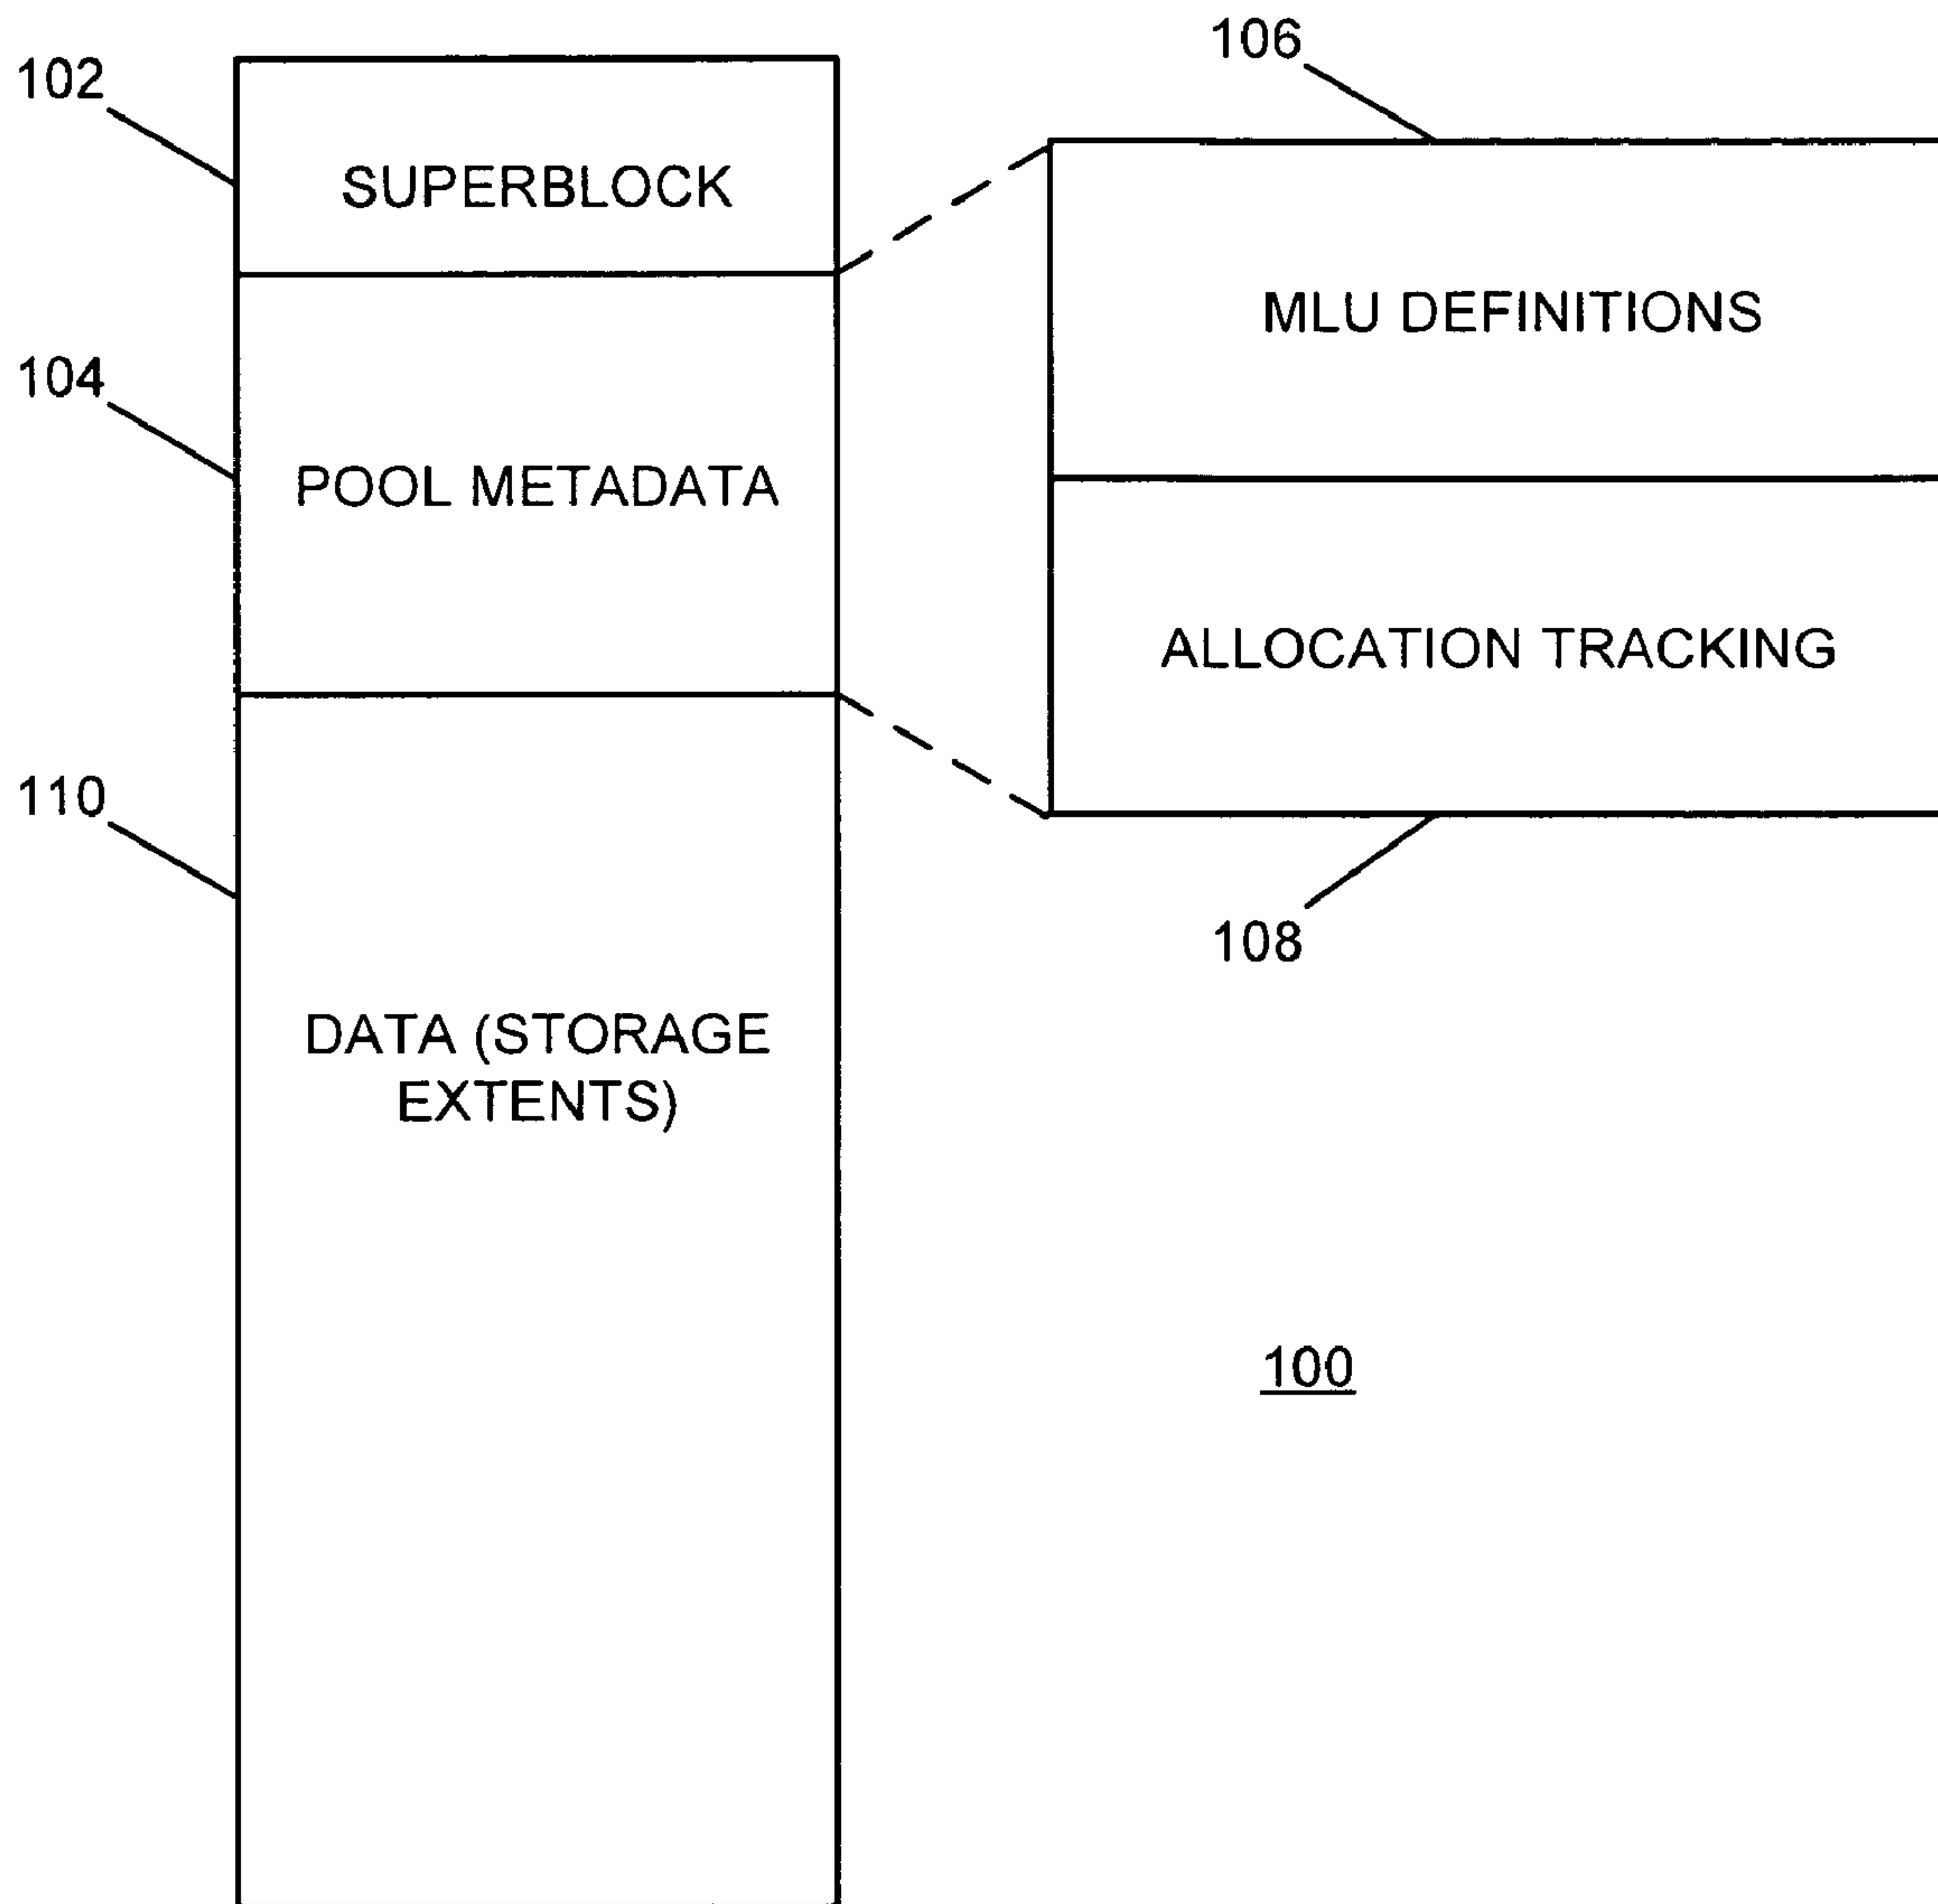 102
SUPERBLOCK
104
POOL METADATA
110
DATA (STORAGE
EXTENTS)
106
MLU DEFINITIONS
ALLOCATION TRACKING
108
100